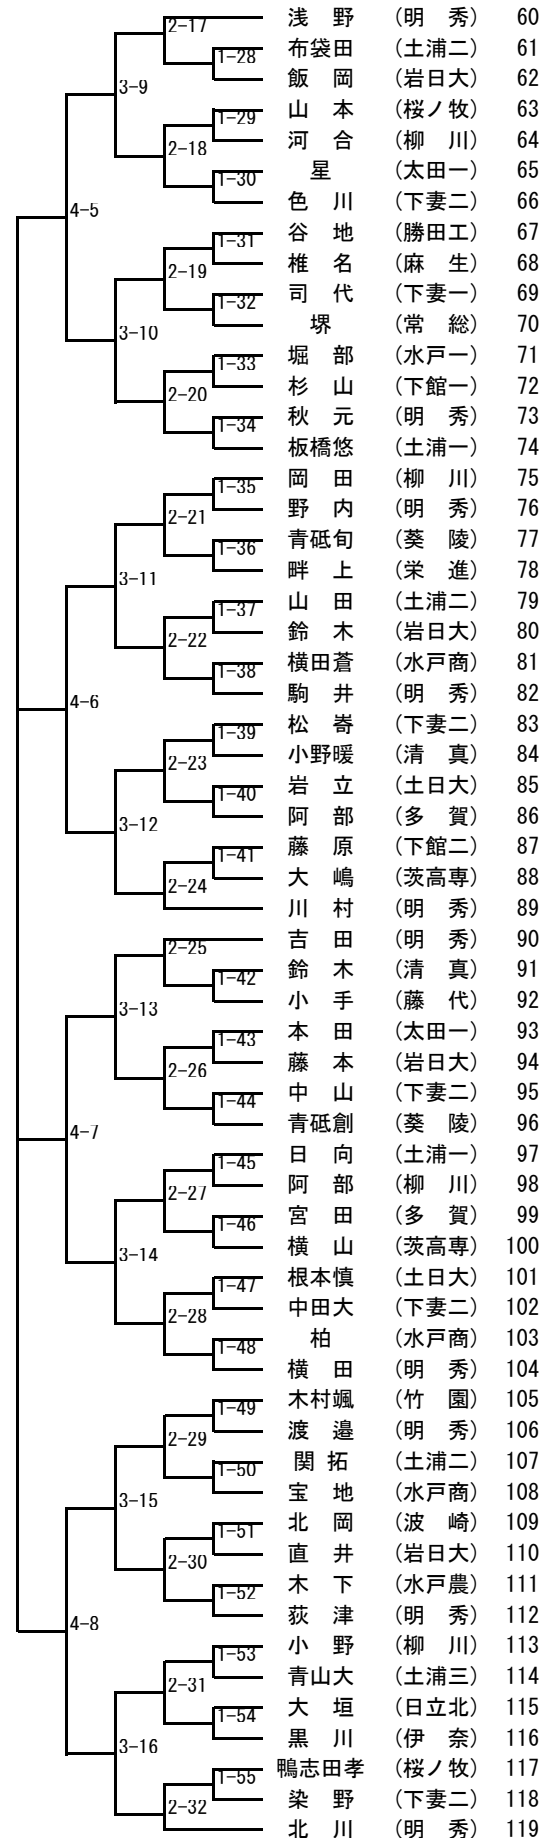 2-17 浅 野 (明 秀) 60
布袋田 (土浦二) 61
1-28
飯 岡 (岩日大) 62
3-9
山 本 (桜ノ牧) 63
1-29
河 合 (柳 川) 64
2-18
星 (太田一) 65
1-30
色 川 (下妻二) 66
4-5
谷 地 (勝田工) 67
1-31
椎 名 (麻 生) 68
2-19
司 代 (下妻一) 69
1-32
堺 (常 総) 70
3-10
堀 部 (水戸一) 71
1-33
杉 山 (下館一) 72
2-20
秋 元 (明 秀) 73
1-34
板橋悠 (土浦一) 74
岡 田 (柳 川) 75
1-35
野 内 (明 秀) 76
2-21
青砥旬 (葵 陵) 77
1-36
畔 上 (栄 進) 78
3-11
山 田 (土浦二) 79
1-37
鈴 木 (岩日大) 80
2-22
横田蒼 (水戸商) 81
1-38
駒 井 (明 秀) 82
4-6
松 嵜 (下妻二) 83
1-39
小野暖 (清 真) 84
2-23
岩 立 (土日大) 85
1-40
阿 部 (多 賀) 86
3-12
藤 原 (下館二) 87
1-41
大 嶋 (茨高専) 88
2-24
川 村 (明 秀) 89
吉 田 (明 秀) 90
2-25
鈴 木 (清 真) 91
1-42
小 手 (藤 代) 92
3-13
本 田 (太田一) 93
1-43
藤 本 (岩日大) 94
2-26
中 山 (下妻二) 95
1-44
青砥創 (葵 陵) 96
4-7
日 向 (土浦一) 97
1-45
阿 部 (柳 川) 98
2-27
宮 田 (多 賀) 99
1-46
横 山 (茨高専) 100
3-14
根本慎 (土日大) 101
1-47
中田大 (下妻二) 102
2-28
柏 (水戸商) 103
1-48
横 田 (明 秀) 104
木村颯 (竹 園) 105
1-49
渡 邉 (明 秀) 106
2-29
関 拓 (土浦二) 107
1-50
宝 地 (水戸商) 108
3-15
北 岡 (波 崎) 109
1-51
直 井 (岩日大) 110
2-30
木 下 (水戸農) 111
1-52
荻 津 (明 秀) 112
4-8
小 野 (柳 川) 113
1-53
青山大 (土浦三) 114
2-31
大 垣 (日立北) 115
1-54
黒 川 (伊 奈) 116
3-16
鴨志田孝 (桜ノ牧) 117
1-55
染 野 (下妻二) 118
2-32
北 川 (明 秀) 119